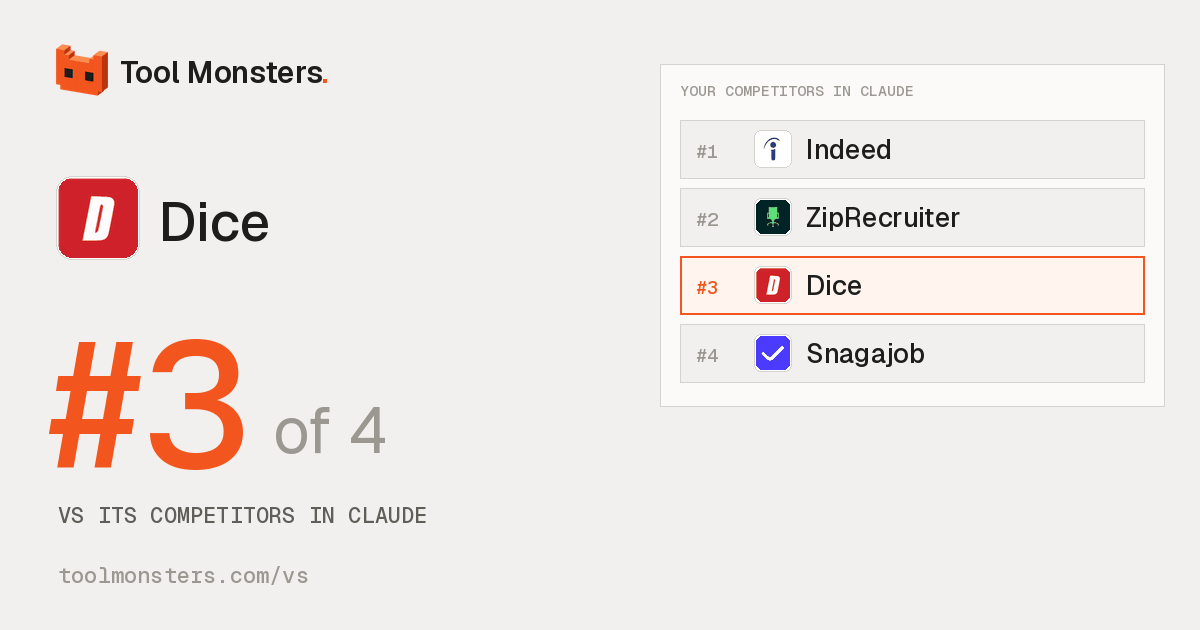 Tool Monsters.
Dice
#3 of 4
VS ITS COMPETITORS IN CLAUDE
toolmonsters.com/vs
YOUR COMPETITORS IN CLAUDE
#1 Indeed
#2 ZipRecruiter
#3 D Dice
#4 Snagajob